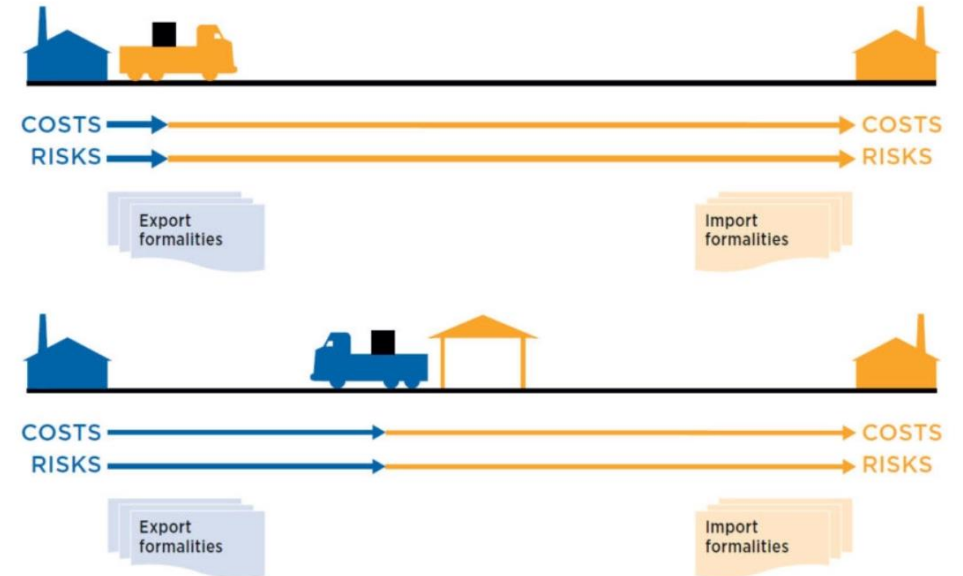 COSTS COSTS
RISKS RISKS
Export
formalities
Import
formalities
COSTS COSTS
RISKS RISKS
Export
formalities
Import
formalities